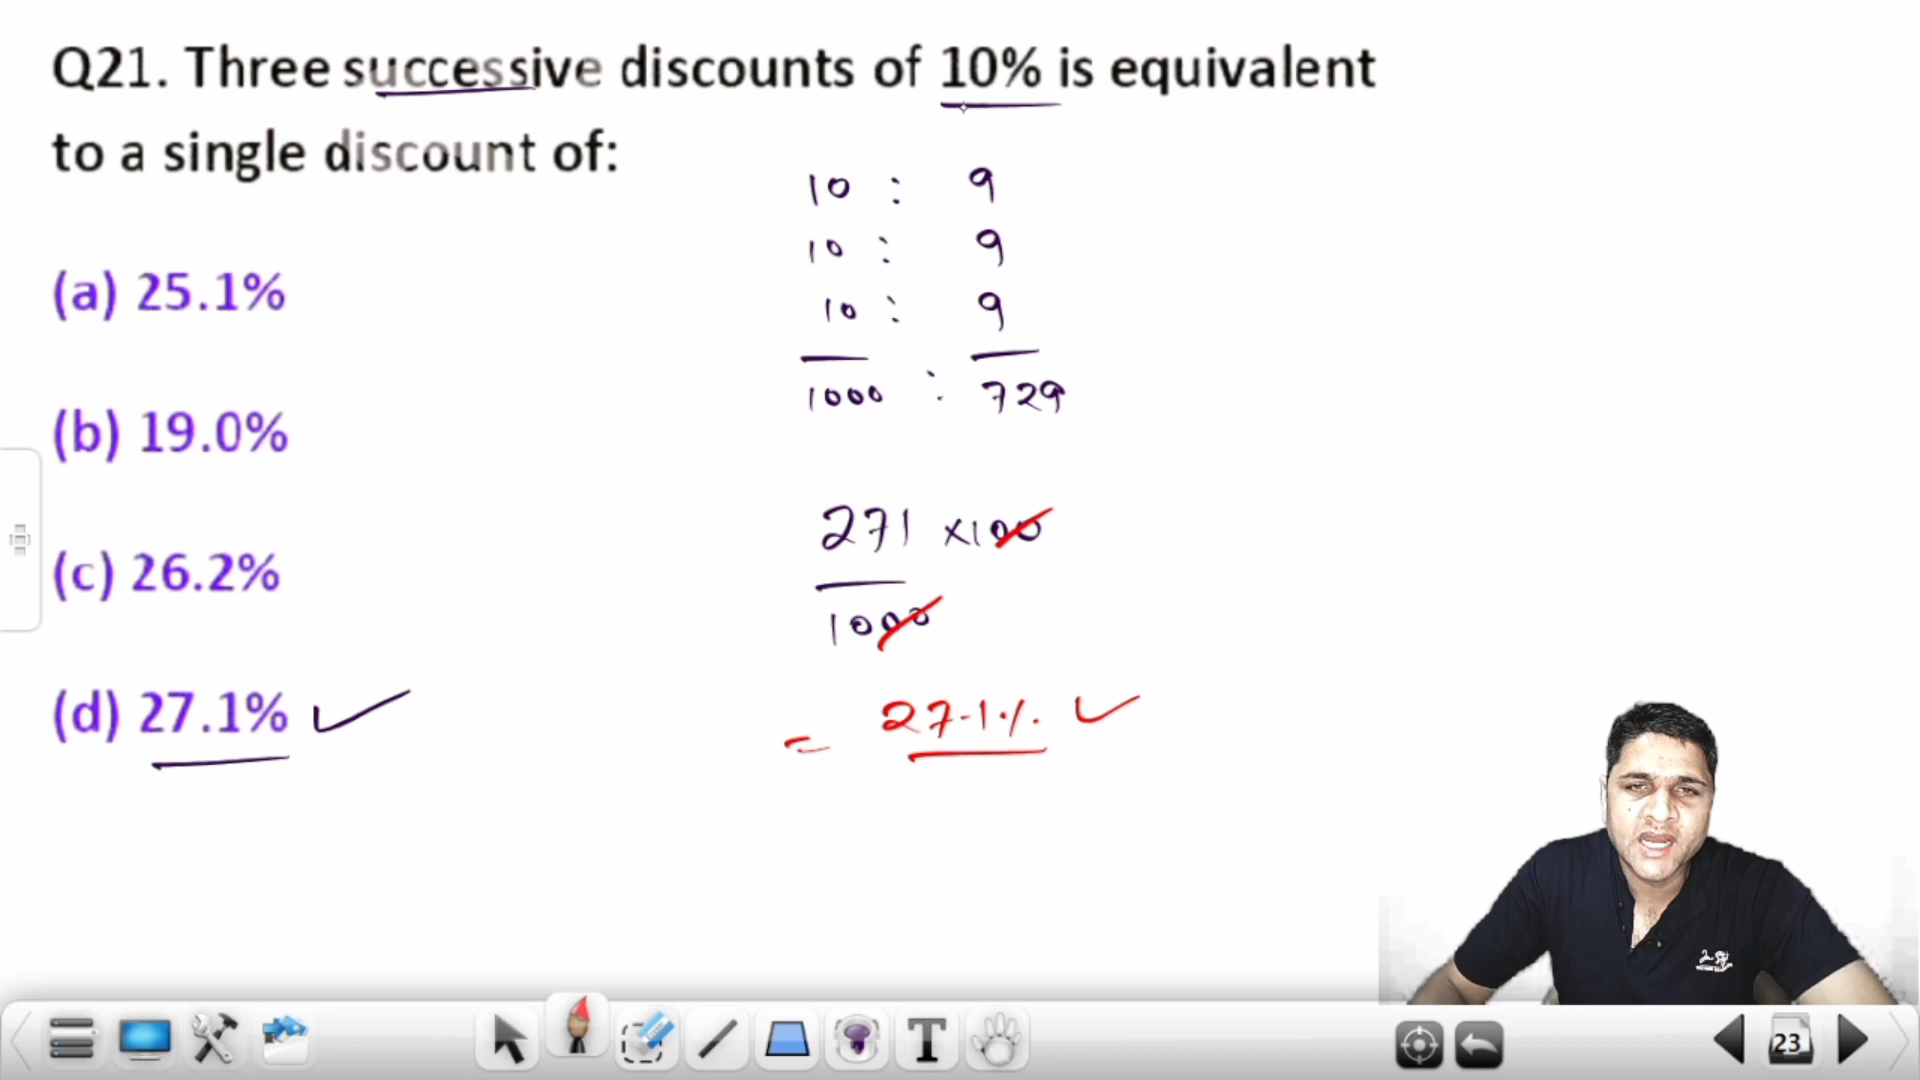 Q21. Three successive discounts of 10% is equivalent
to a single discount of:
10 : 9
10 : 9
10 : 9
1000 : 729
(a) 25.1%
(b) 19.0%
(c) 26.2%
(d) 27.1%
271 ×100
1000
= 27.1%
T
23